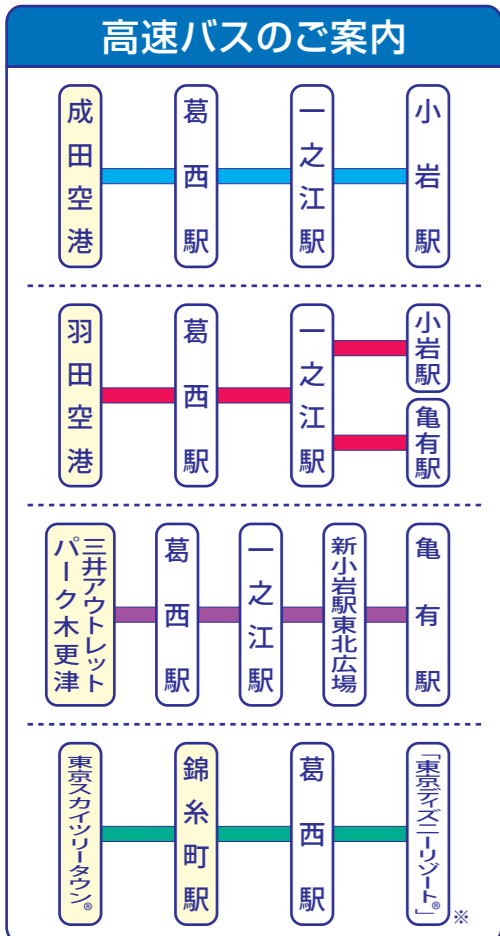 高速バスのご案内
成田空港
葛西駅
一之江駅
小岩駅
羽田空港
葛西駅
一之江駅
小岩駅
亀有駅
三井アウトレット
パーク木更津
葛西駅
一之江駅
新小岩駅東北広場
亀有駅
東京スカイツリータウン®
錦糸町駅
葛西駅
「東京ディズニーリゾート®」
※